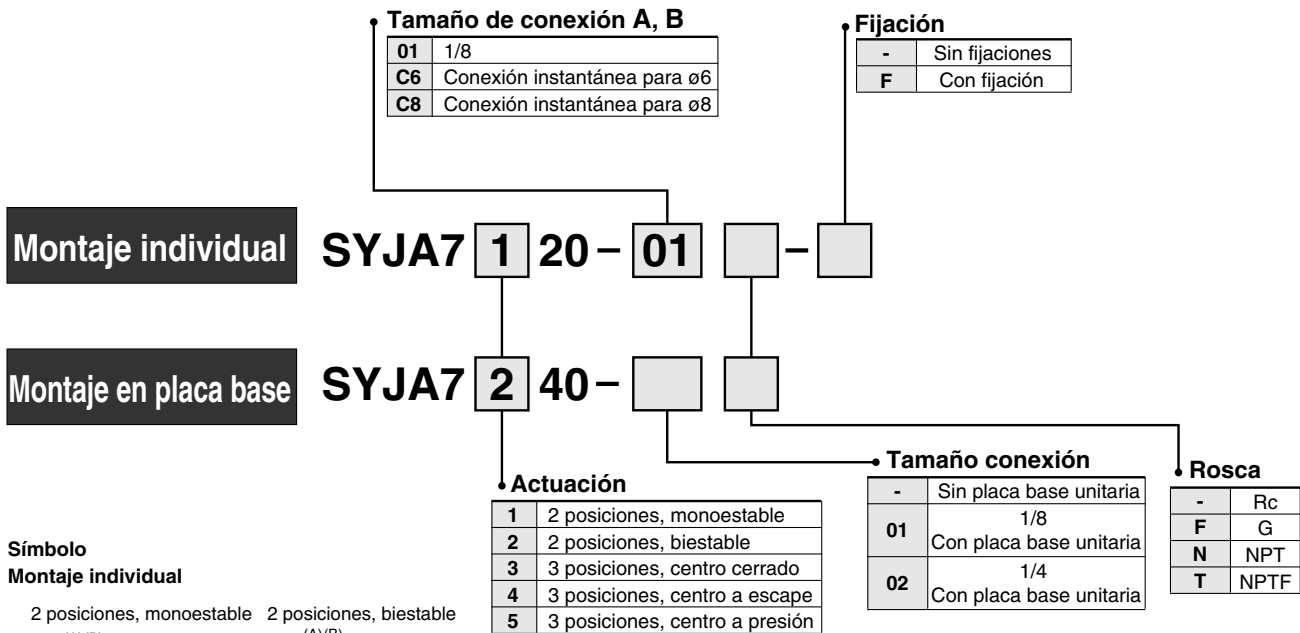 Tamaño de conexión A, B
01 1/8
C6 Conexión instantánea para ø6
C8 Conexión instantánea para ø8
Fijación
- Sin fijaciones
F Con fijación
Montaje individual SYJA7 1 20 – 01 –
Montaje en placa base SYJA7 2 40 –
Actuación
1 2 posiciones, monoestable
2 2 posiciones, biestable
3 3 posiciones, centro cerrado
4 3 posiciones, centro a escape
5 3 posiciones, centro a presión
Tamaño conexión
- Sin placa base unitaria
01 1/8
Con placa base unitaria
02 1/4
Con placa base unitaria
Rosca
- Rc
F G
N NPT
T NPTF
Símbolo
Montaje individual
2 posiciones, monoestable 2 posiciones, biestable
(A)(B)